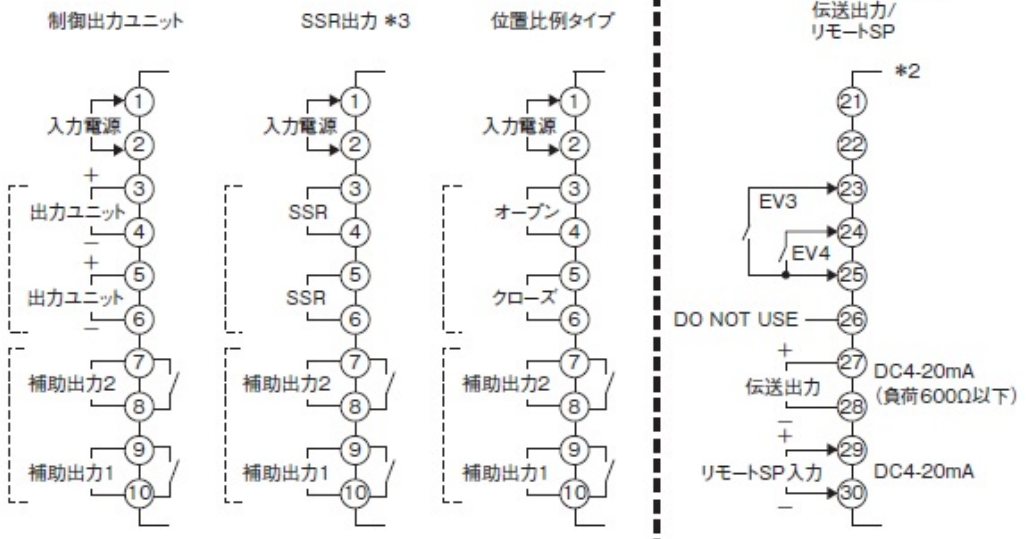 制御出力ユニット
入力電源
1
2
+
出力ユニット
3
4
−
+
出力ユニット
5
6
−
補助出力2
7
8
補助出力1
9
10
SSR出力 *3
入力電源
1
2
SSR
3
4
SSR
5
6
補助出力2
7
8
補助出力1
9
10
位置比例タイプ
入力電源
1
2
オープン
3
4
クローズ
5
6
補助出力2
7
8
補助出力1
9
10
伝送出力/
リモートSP
*2
21
22
EV3
23
24
EV4
25
DO NOT USE
26
+
27
伝送出力
DC4-20mA
(負荷600Ω以下)
28
−
+
29
リモートSP入力
DC4-20mA
30
−